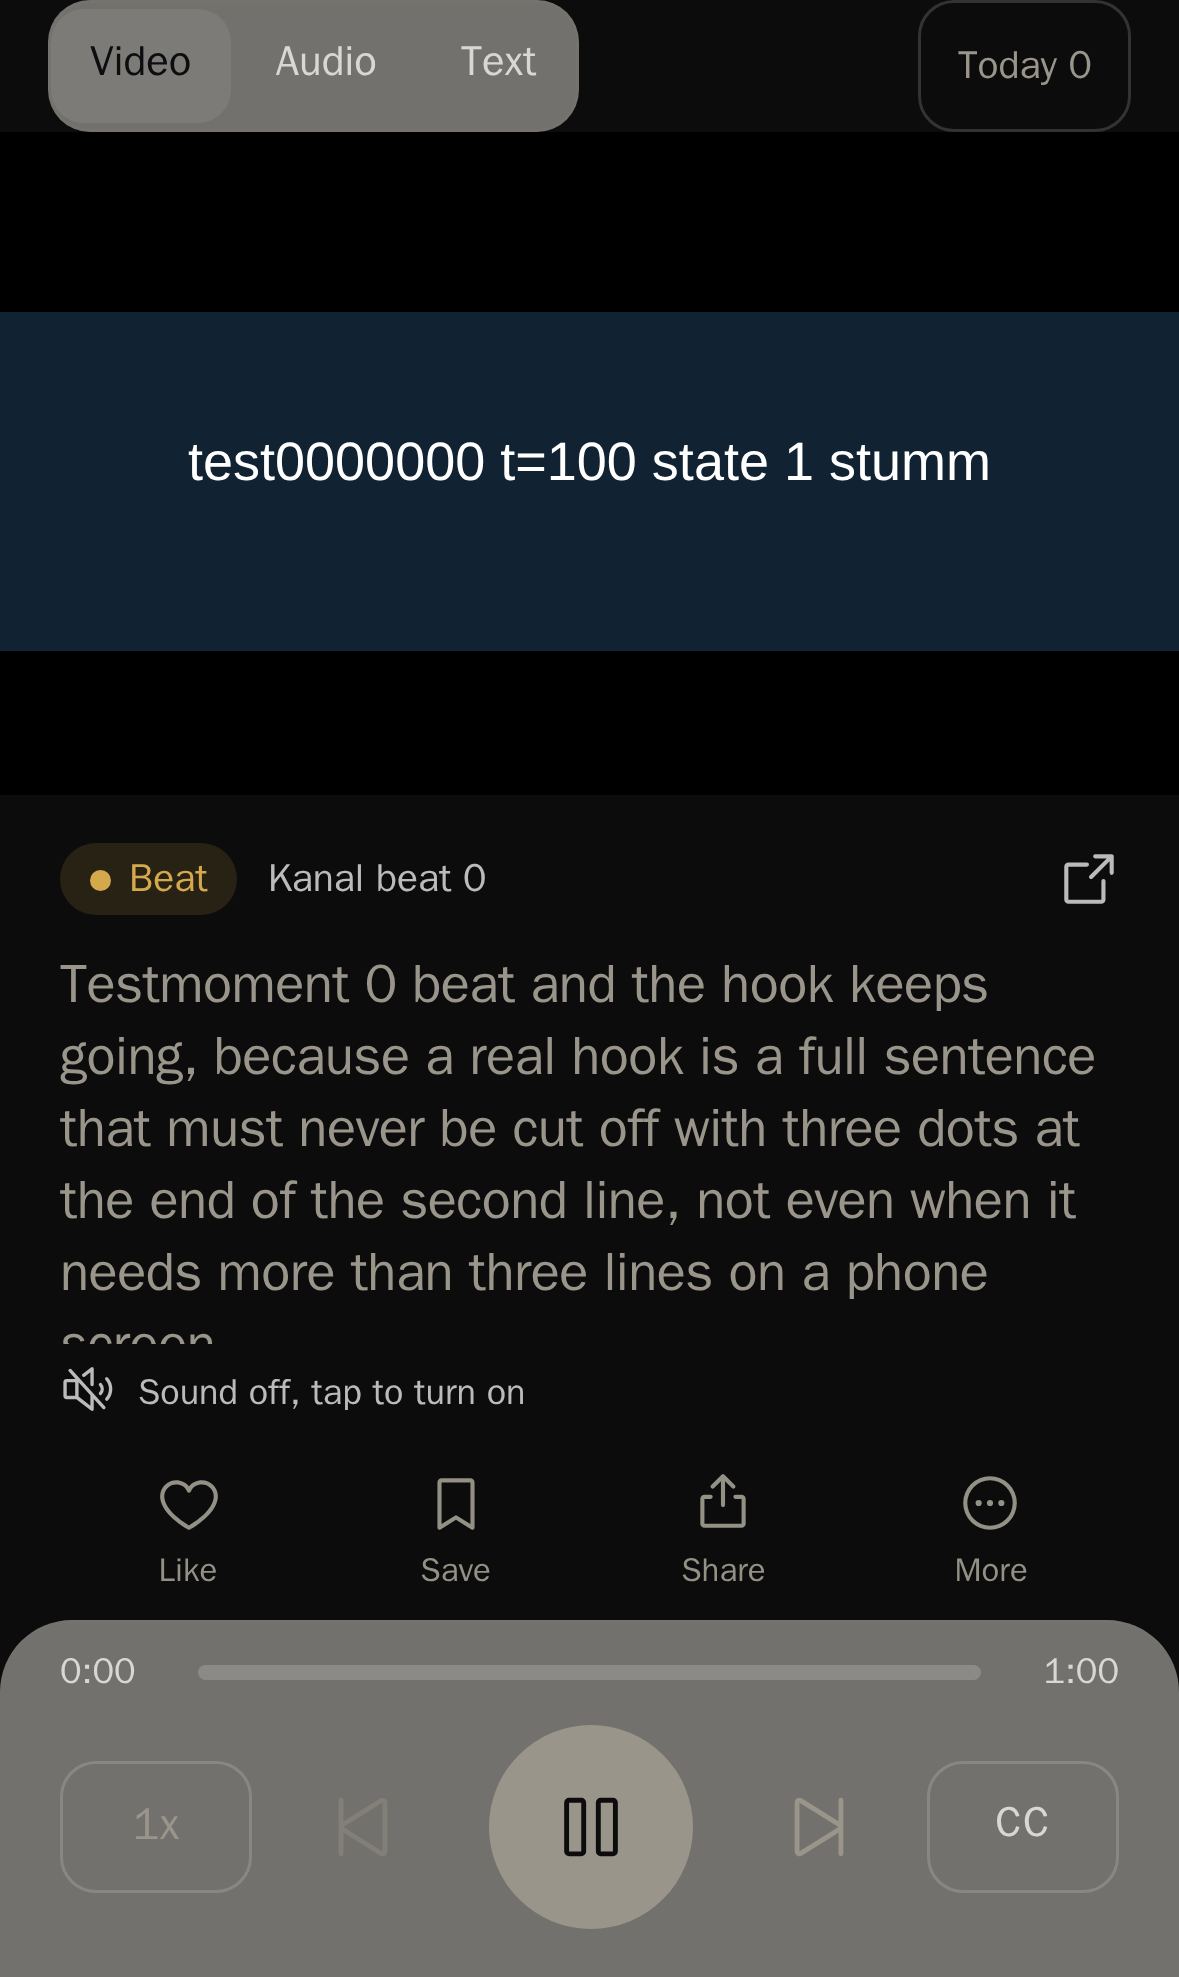 Video Audio Text Today 0
test0000000 t=100 state 1 stumm
Beat Kanal beat 0
Testmoment 0 beat and the hook keeps
going, because a real hook is a full sentence
that must never be cut off with three dots at
the end of the second line, not even when it
needs more than three lines on a phone
screen
Sound off, tap to turn on
Like Save Share More
0:00 1:00
1x CC